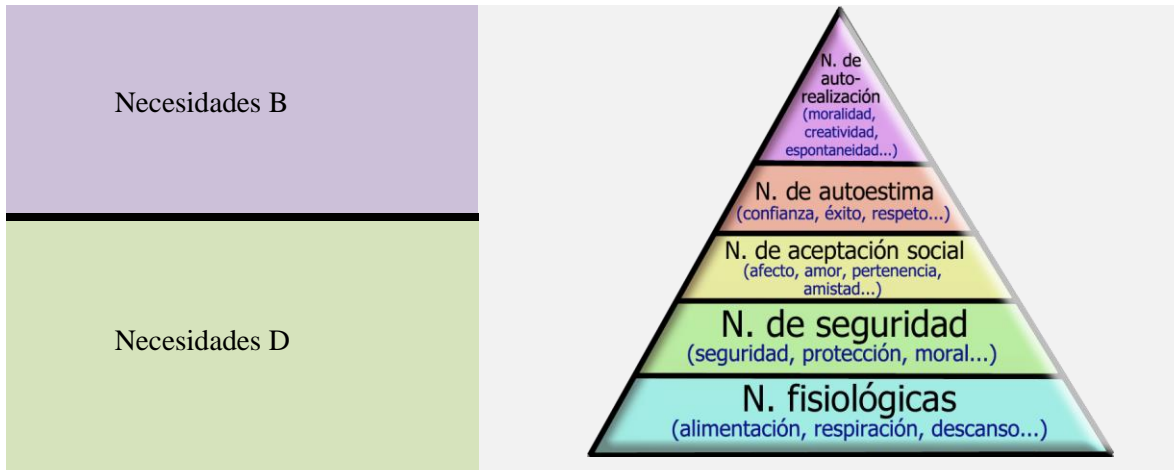 Necesidades B
Necesidades D
N. de
auto-
realización
(moralidad,
creatividad,
espontaneidad...)
N. de autoestima
(confianza, éxito, respeto...)
N. de aceptación social
(afecto, amor, pertenencia,
amistad...)
N. de seguridad
(seguridad, protección, moral...)
N. fisiológicas
(alimentación, respiración, descanso...)